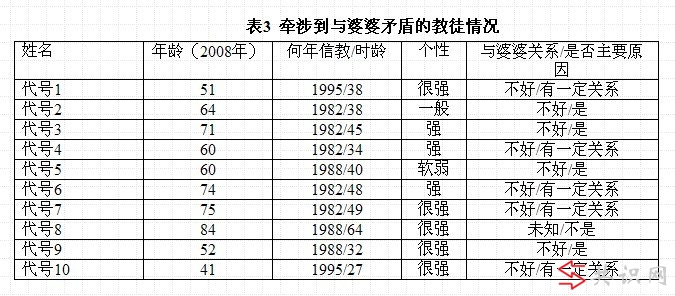 表3 牵涉到与婆婆矛盾的教徒情况
姓名 年龄（2008年） 何年信教/时龄 个性 与婆婆关系/是否主要原
因
代号1 51 1995/38 很强 不好/有一定关系
代号2 64 1982/38 一般 不好/是
代号3 71 1982/45 强 不好/是
代号4 60 1982/34 强 不好/有一定关系
代号5 60 1988/40 软弱 不好/是
代号6 74 1982/48 强 不好/有一定关系
代号7 75 1982/49 很强 不好/有一定关系
代号8 84 1988/64 很强 未知/不是
代号9 52 1988/32 很强 不好/是
代号10 41 1995/27 很强 不好/有一定关系
共识网